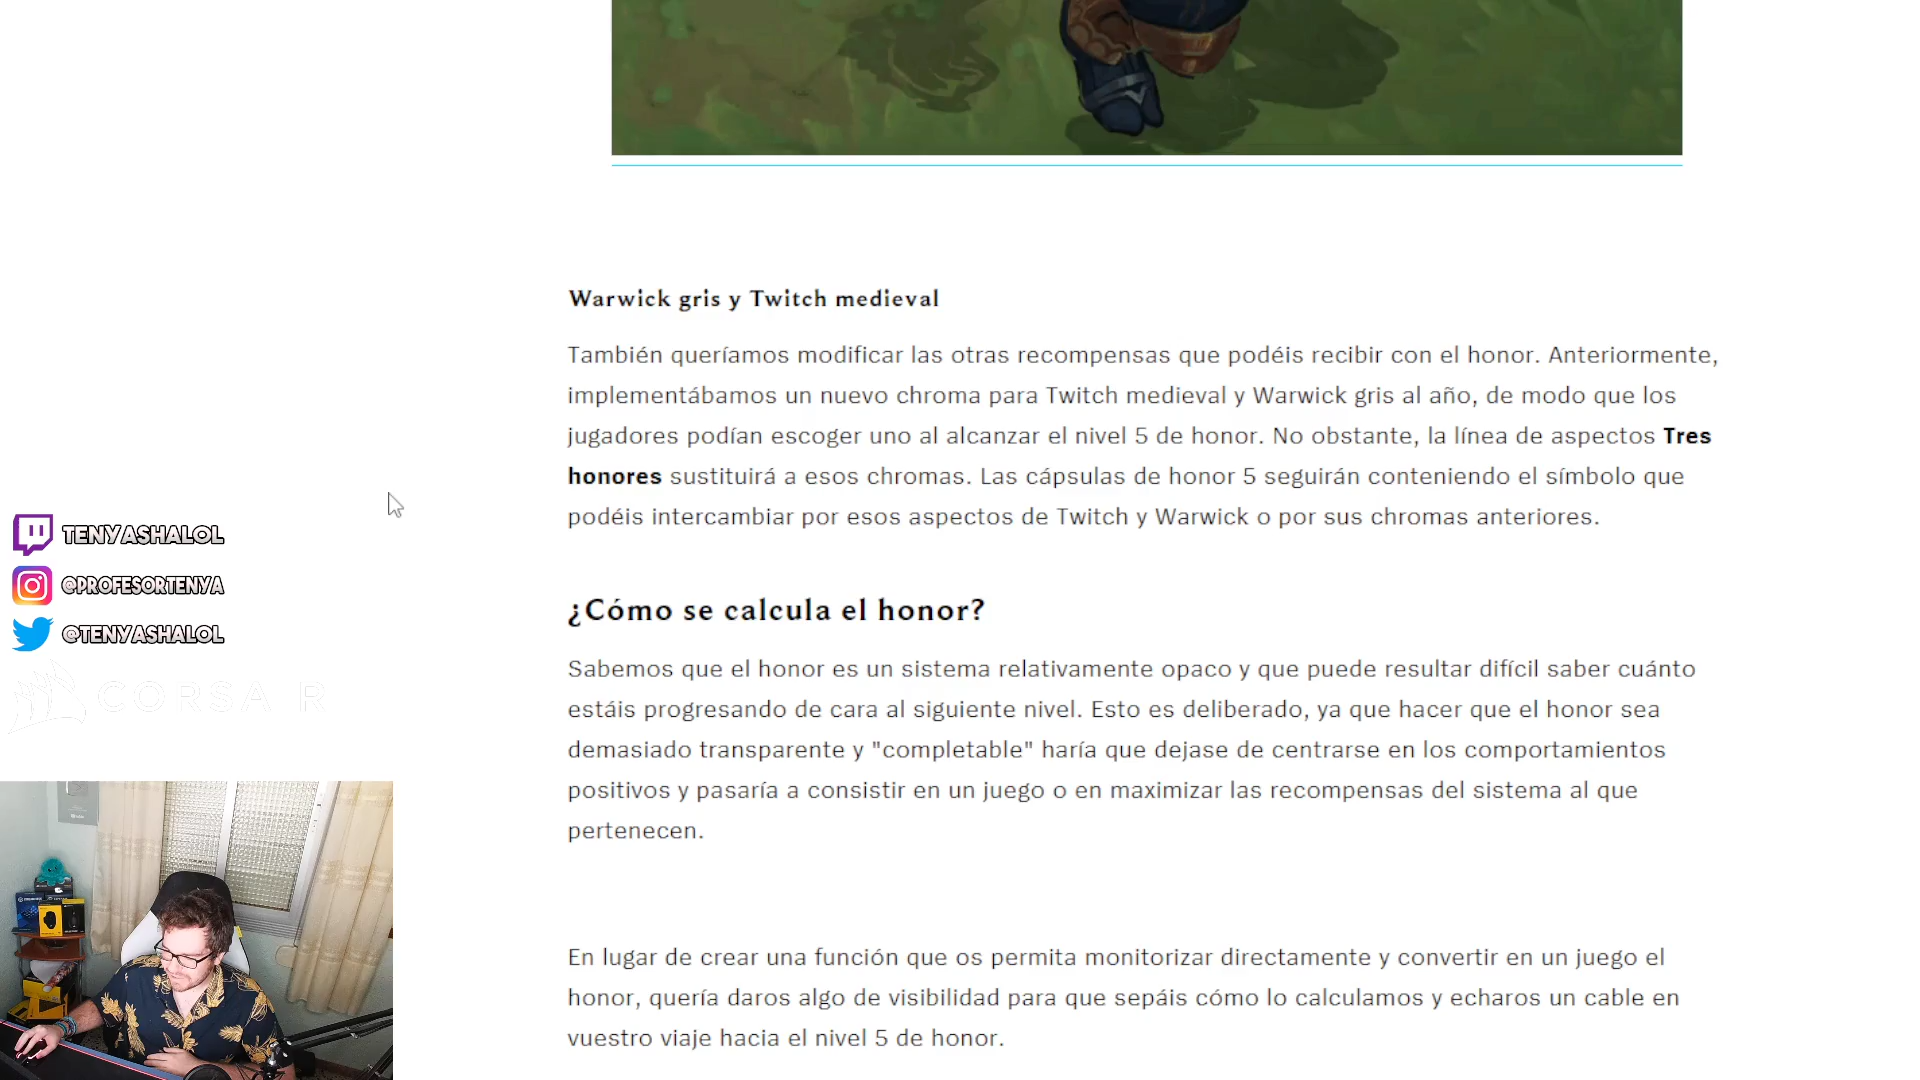 Warwick gris y Twitch medieval
También queríamos modificar las otras recompensas que podéis recibir con el honor. Anteriormente,
implementábamos un nuevo chroma para Twitch medieval y Warwick gris al año, de modo que los
jugadores podían escoger uno al alcanzar el nivel 5 de honor. No obstante, la línea de aspectos Tres
honores sustituirá a esos chromas. Las cápsulas de honor 5 seguirán conteniendo el símbolo que
podéis intercambiar por esos aspectos de Twitch y Warwick o por sus chromas anteriores.
TENYASHALOL
@PROFESORTENYA
@TENYASHALOL
CORSA R
¿Cómo se calcula el honor?
Sabemos que el honor es un sistema relativamente opaco y que puede resultar difícil saber cuánto
estáis progresando de cara al siguiente nivel. Esto es deliberado, ya que hacer que el honor sea
demasiado transparente y "completable" haría que dejase de centrarse en los comportamientos
positivos y pasaría a consistir en un juego o en maximizar las recompensas del sistema al que
pertenecen.
En lugar de crear una función que os permita monitorizar directamente y convertir en un juego el
honor, quería daros algo de visibilidad para que sepáis cómo lo calculamos y echaros un cable en
vuestro viaje hacia el nivel 5 de honor.